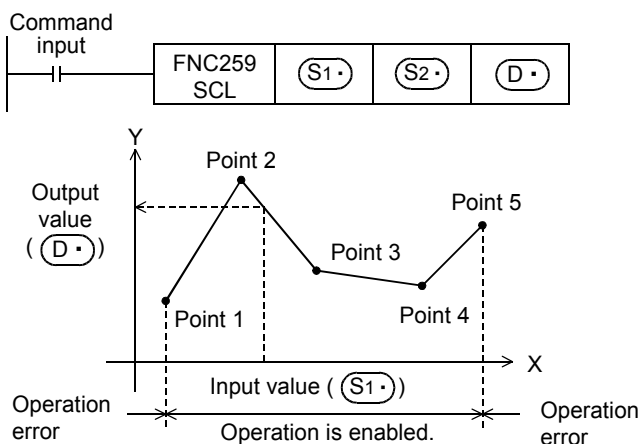 Command
input
FNC259
SCL
S1・
S2・
D・
Y
Point 2
Output
value
( D・ )
Point 5
Point 3
Point 1
Point 4
X
Input value ( S1・ )
Operation
error
Operation is enabled.
Operation
error